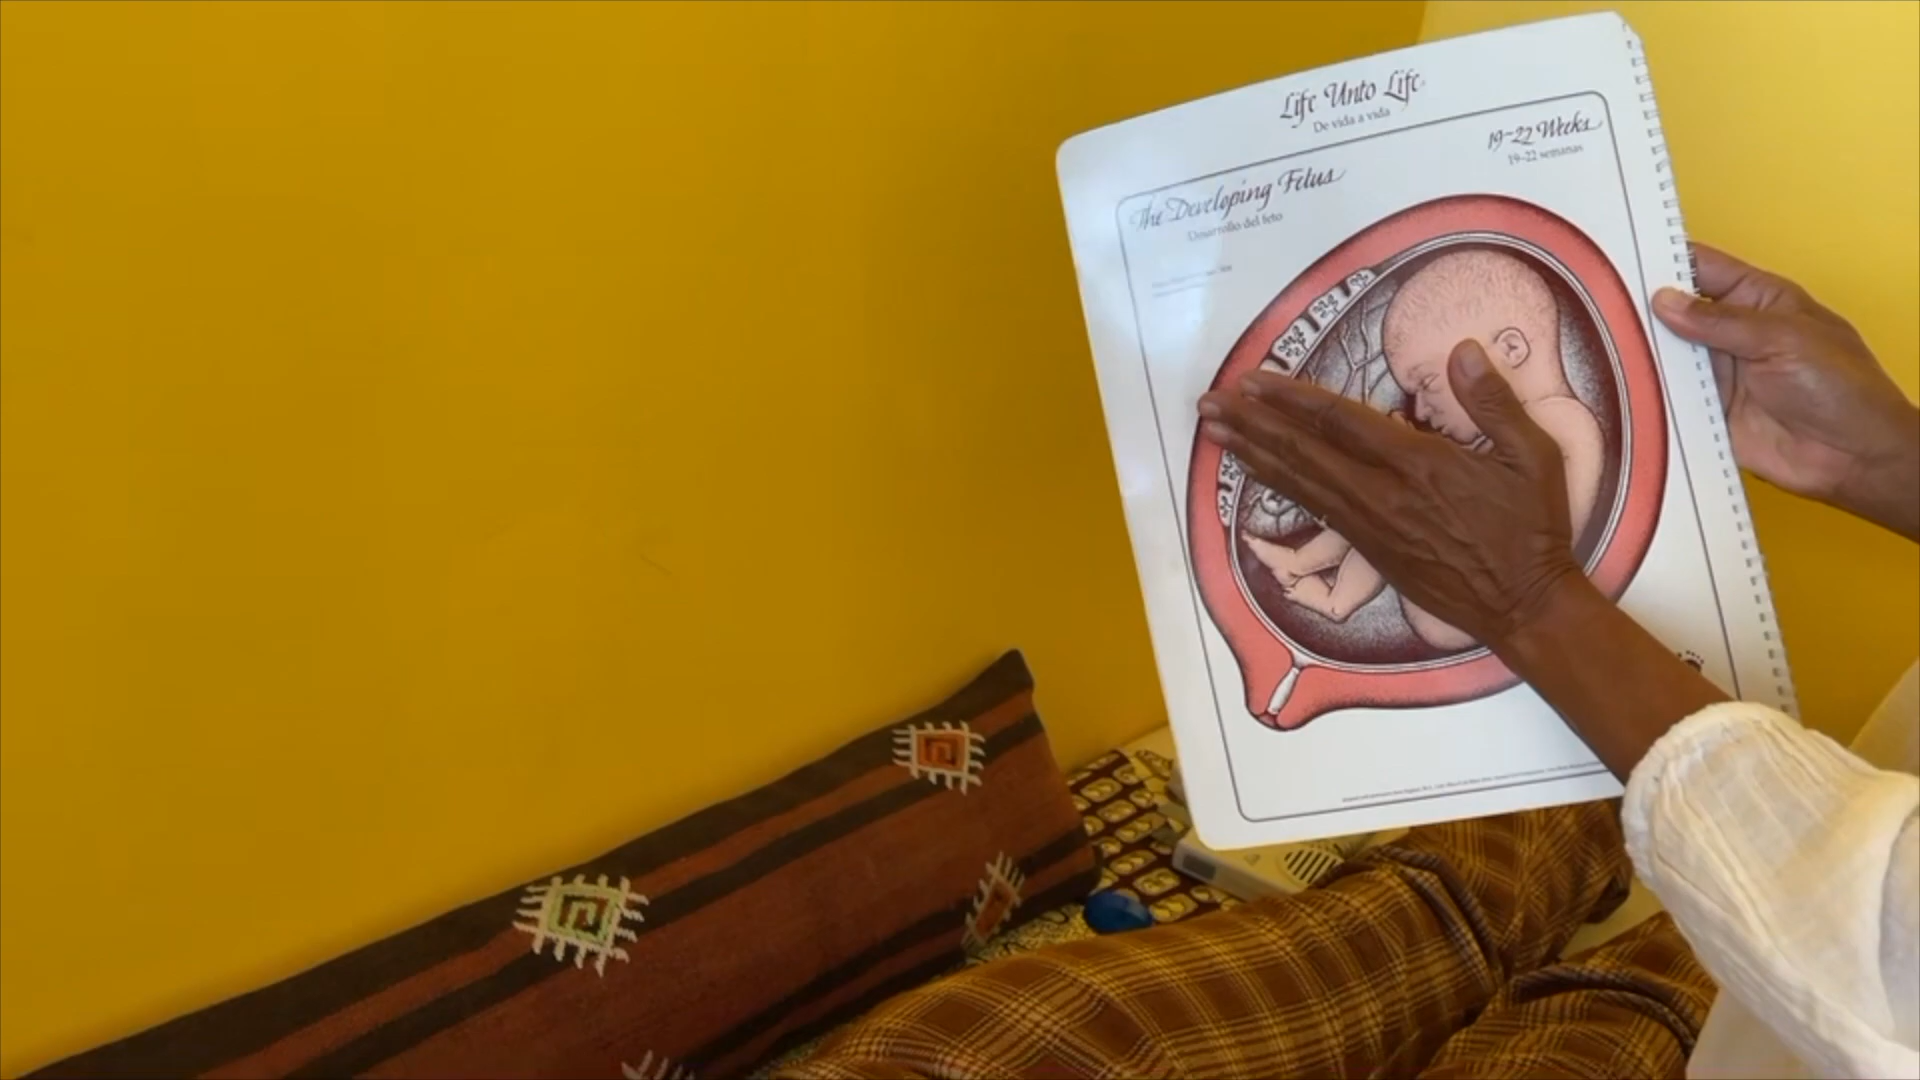 Life Unto Life
De vida a vida
19-22 Weeks
19-22 semanas
The Developing Fetus
Desarrollo del feto